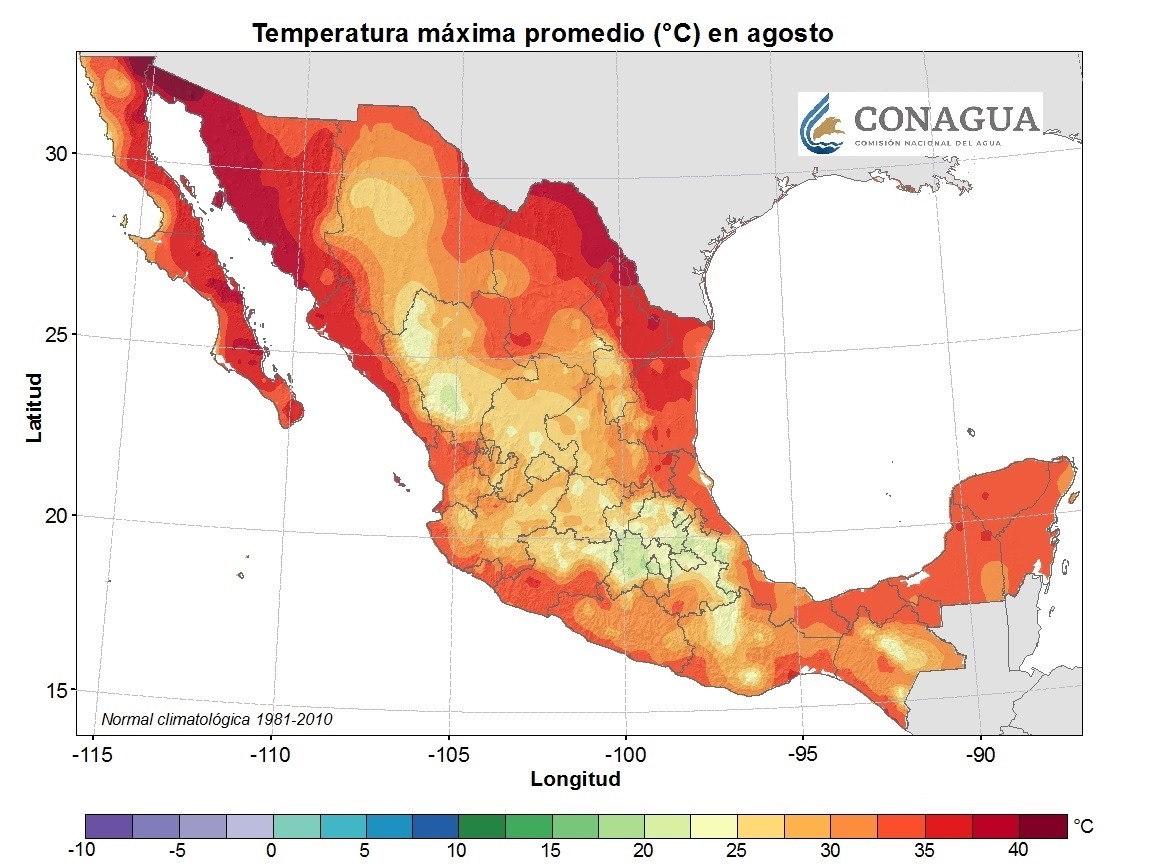 Temperatura máxima promedio (°C) en agosto
CONAGUA
COMISIÓN NACIONAL DEL AGUA
30
25
20
15
Latitud
Normal climatológica 1981-2010
-115 -110 -105 -100 -95 -90
Longitud
°C
-10 -5 0 5 10 15 20 25 30 35 40